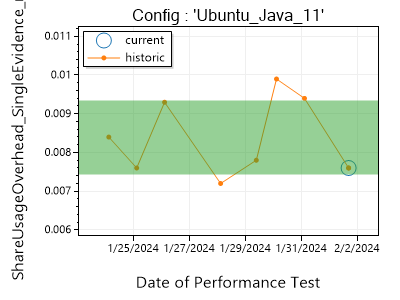 Config : 'Ubuntu_Java_11'
current
historic
0.011
0.01
0.009
0.008
0.007
0.006
ShareUsageOverhead_SingleEvidence_
1/25/2024
1/27/2024
1/29/2024
1/31/2024
2/2/2024
Date of Performance Test